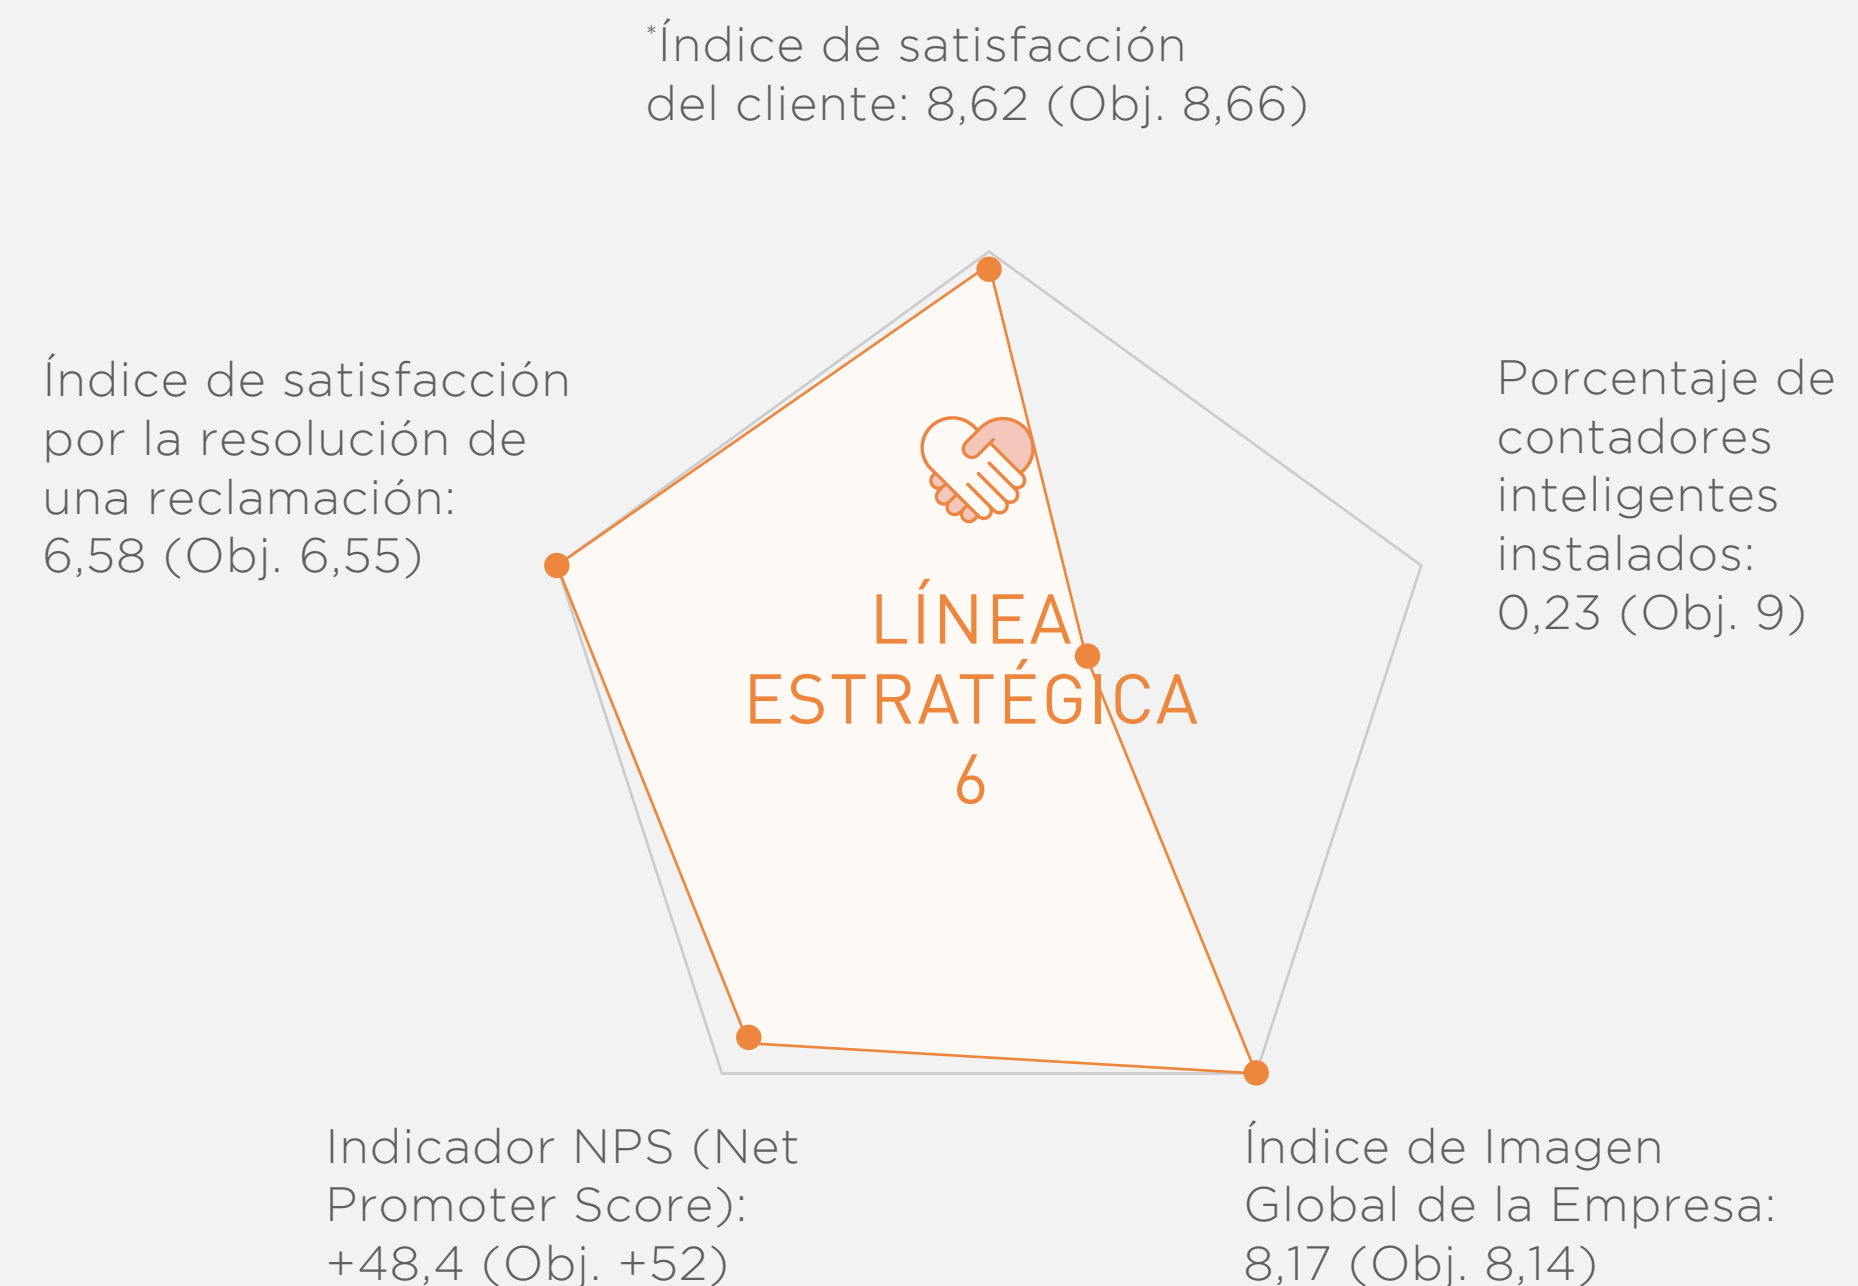 *Índice de satisfacción
del cliente: 8,62 (Obj. 8,66)
Índice de satisfacción
por la resolución de
una reclamación:
6,58 (Obj. 6,55)
Porcentaje de
contadores
inteligentes
instalados:
0,23 (Obj. 9)
LÍNEA
ESTRATÉGICA
6
Indicador NPS (Net
Promoter Score):
+48,4 (Obj. +52)
Índice de Imagen
Global de la Empresa:
8,17 (Obj. 8,14)